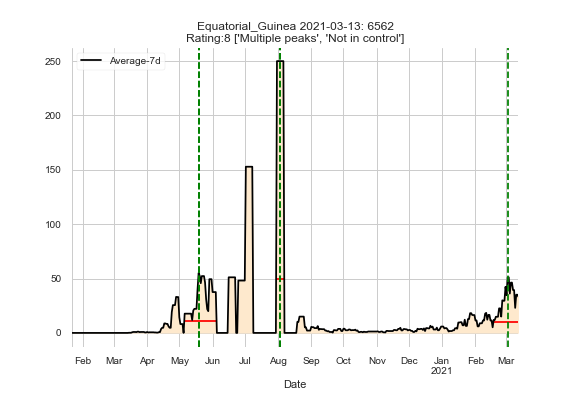 Equatorial_Guinea 2021-03-13: 6562
Rating:8 ['Multiple peaks', 'Not in control']
Average-7d
250
200
150
100
50
0
Feb Mar Apr May Jun Jul Aug Sep Oct Nov Dec Jan Feb Mar
2021
Date